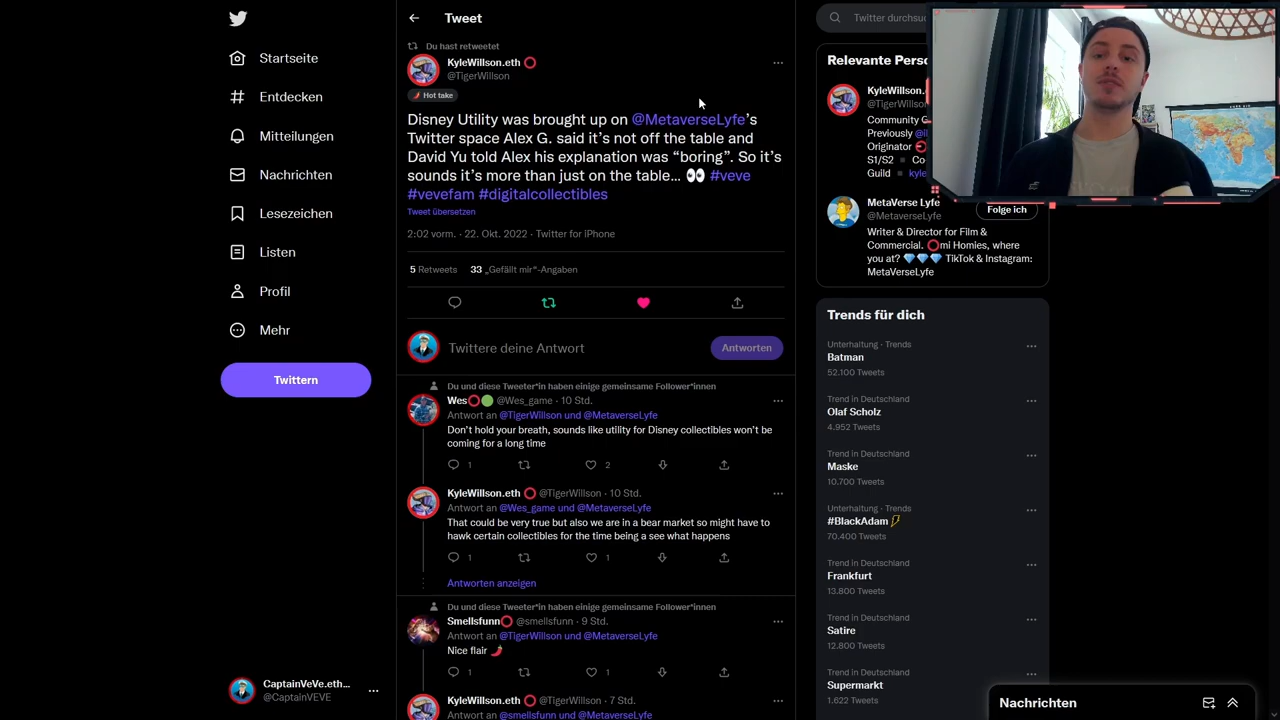 Startseite
Entdecken
Mitteilungen
Nachrichten
Lesezeichen
Listen
Profil
Mehr
Twittern
CaptainVeVe.eth...
@CaptainVEVE
Tweet
Du hast retweetet
KyleWillson.eth
@TigerWillson
Hot take
Disney Utility was brought up on @MetaverseLyfe’s
Twitter space Alex G. said it’s not off the table and
David Yu told Alex his explanation was “boring”. So it’s
sounds it’s more than just on the table… 👀 #veve
#vevefam #digitalcollectibles
Tweet übersetzen
2:02 vorm. · 22. Okt. 2022 · Twitter for iPhone
5 Retweets 33 „Gefällt mir“-Angaben
Twittere deine Antwort
Antworten
Du und diese Tweeter*in haben einige gemeinsame Follower*innen
Wes @Wes_game · 10 Std.
Antwort an @TigerWillson und @MetaverseLyfe
Don’t hold your breath, sounds like utility for Disney collectibles won’t be
coming for a long time
1 2
KyleWillson.eth @TigerWillson · 10 Std.
Antwort an @Wes_game und @MetaverseLyfe
That could be very true but also we are in a bear market so might have to
hawk certain collectibles for the time being a see what happens
1 1
Antworten anzeigen
Du und diese Tweeter*in haben einige gemeinsame Follower*innen
Smellsfunn @smellsfunn · 9 Std.
Antwort an @TigerWillson und @MetaverseLyfe
Nice flair 🌶️
1 1
KyleWillson.eth @TigerWillson · 7 Std.
Antwort an @smellsfunn und @MetaverseLyfe
Twitter durchsuc
Relevante Pers
KyleWillson.
@TigerWillson
Community G
Previously @i
Originator
S1/S2 Co
Guild kyle
MetaVerse Lyfe
@MetaverseLyfe
Folge ich
Writer & Director for Film &
Commercial. ⭕mi Homies, where
you at? 💎💎💎 TikTok & Instagram:
MetaVerseLyfe
Trends für dich
Unterhaltung · Trends
Batman
52.100 Tweets
Trend in Deutschland
Olaf Scholz
4.952 Tweets
Trend in Deutschland
Maske
10.700 Tweets
Unterhaltung · Trends
#BlackAdam
70.400 Tweets
Trend in Deutschland
Frankfurt
13.800 Tweets
Trend in Deutschland
Satire
12.800 Tweets
Trend in Deutschland
Supermarkt
1.622 Tweets
Nachrichten